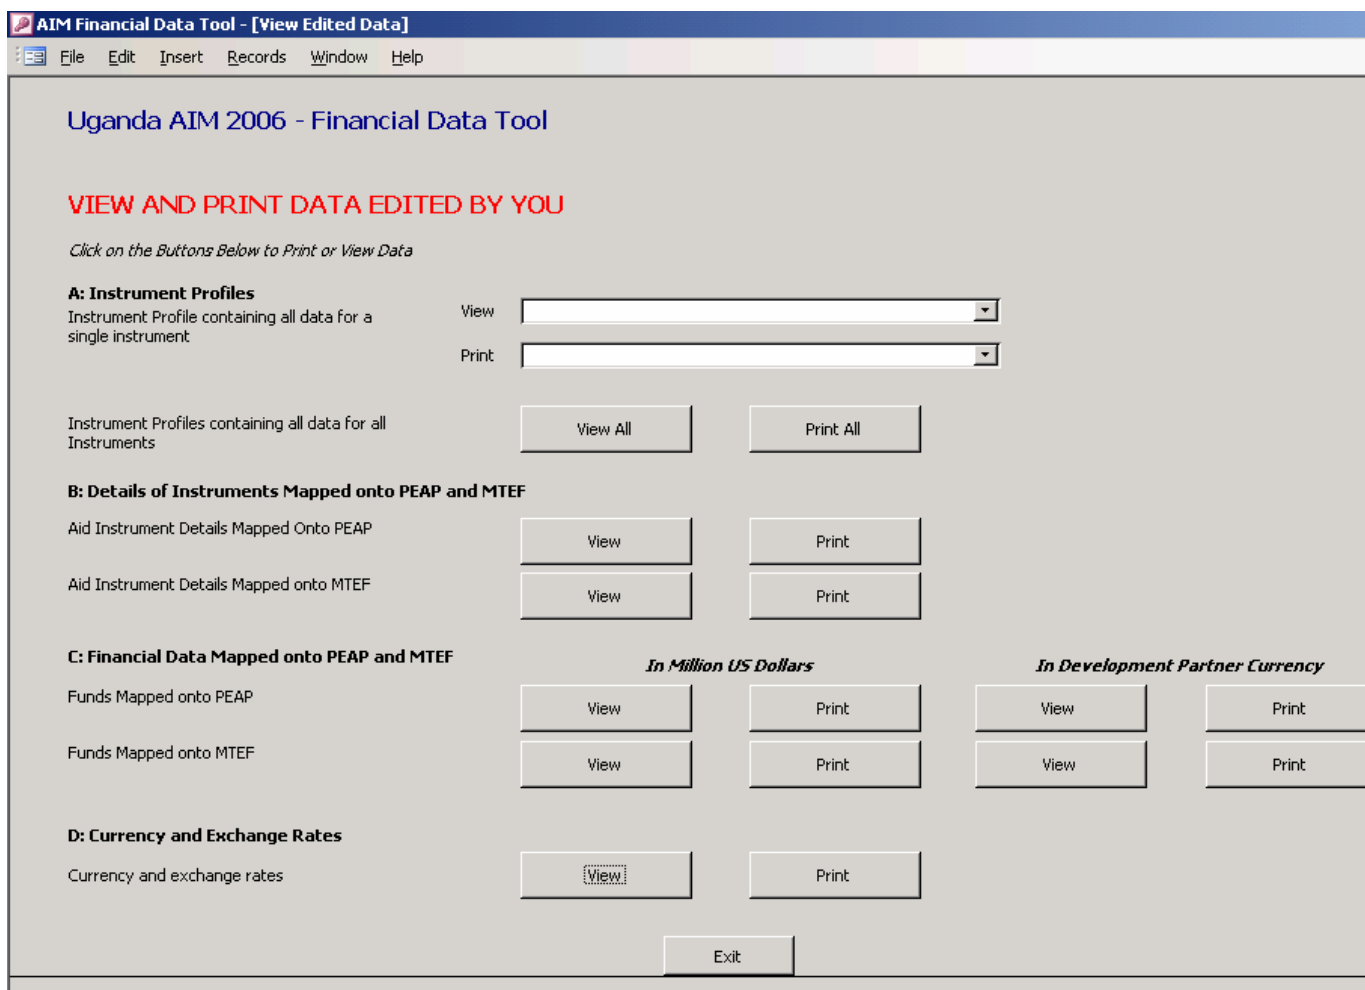 AIM Financial Data Tool - [View Edited Data]
File Edit Insert Records Window Help
Uganda AIM 2006 - Financial Data Tool
VIEW AND PRINT DATA EDITED BY YOU
Click on the Buttons Below to Print or View Data
A: Instrument Profiles
Instrument Profile containing all data for a
single instrument
View
Print
Instrument Profiles containing all data for all
Instruments
View All Print All
B: Details of Instruments Mapped onto PEAP and MTEF
Aid Instrument Details Mapped Onto PEAP
View Print
Aid Instrument Details Mapped onto MTEF
View Print
C: Financial Data Mapped onto PEAP and MTEF
In Million US Dollars In Development Partner Currency
Funds Mapped onto PEAP
View Print View Print
Funds Mapped onto MTEF
View Print View Print
D: Currency and Exchange Rates
Currency and exchange rates
View Print
Exit